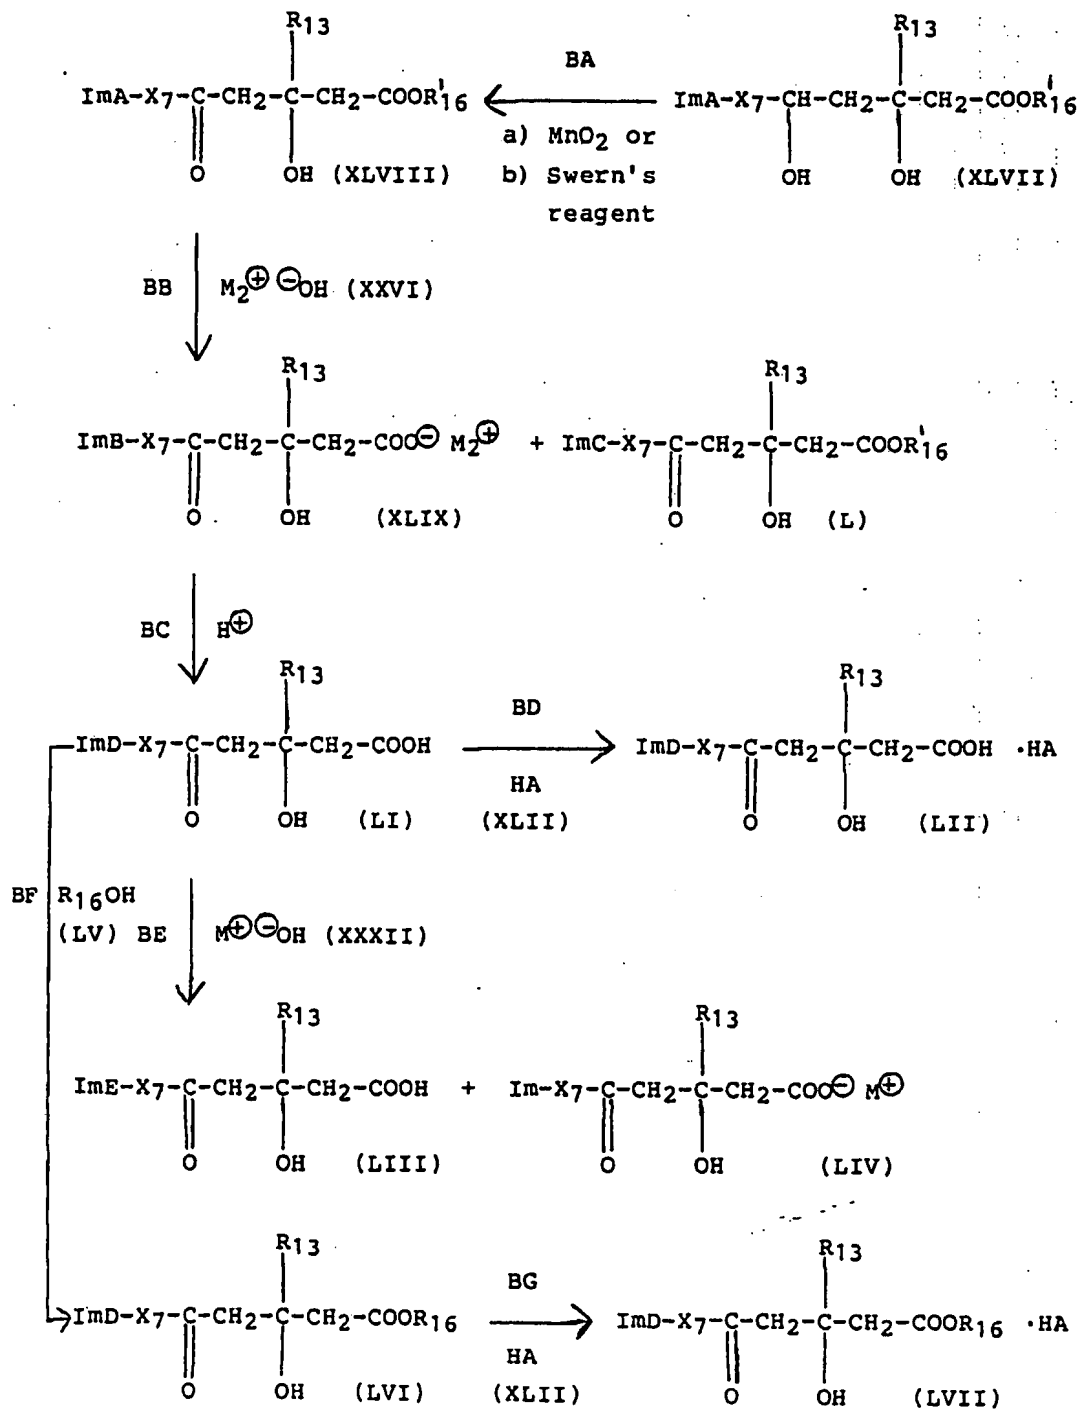 R13 R13
BA
ImA-X7-C-CH2-C-CH2-COOR'16 ImA-X7-CH-CH2-C-CH2-COOR'16
a) MnO2 or
O OH (XLVIII) b) Swern's OH OH (XLVII)
reagent
BB M2⊕ ⊖OH (XXVI)
R13 R13
ImB-X7-C-CH2-C-CH2-COO⊖ M2⊕ + ImC-X7-C-CH2-C-CH2-COOR'16
O OH (XLIX) O OH (L)
BC H⊕
R13 R13
BD
ImD-X7-C-CH2-C-CH2-COOH ImD-X7-C-CH2-C-CH2-COOH ·HA
HA
O OH (LI) (XLII) O OH (LII)
BF R16OH
(LV) BE M⊕ ⊖OH (XXXII)
R13 R13
ImE-X7-C-CH2-C-CH2-COOH + Im-X7-C-CH2-C-CH2-COO⊖ M⊕
O OH (LIII) O OH (LIV)
R13 R13
BG
ImD-X7-C-CH2-C-CH2-COOR16 ImD-X7-C-CH2-C-CH2-COOR16 ·HA
HA
O OH (LVI) (XLII) O OH (LVII)